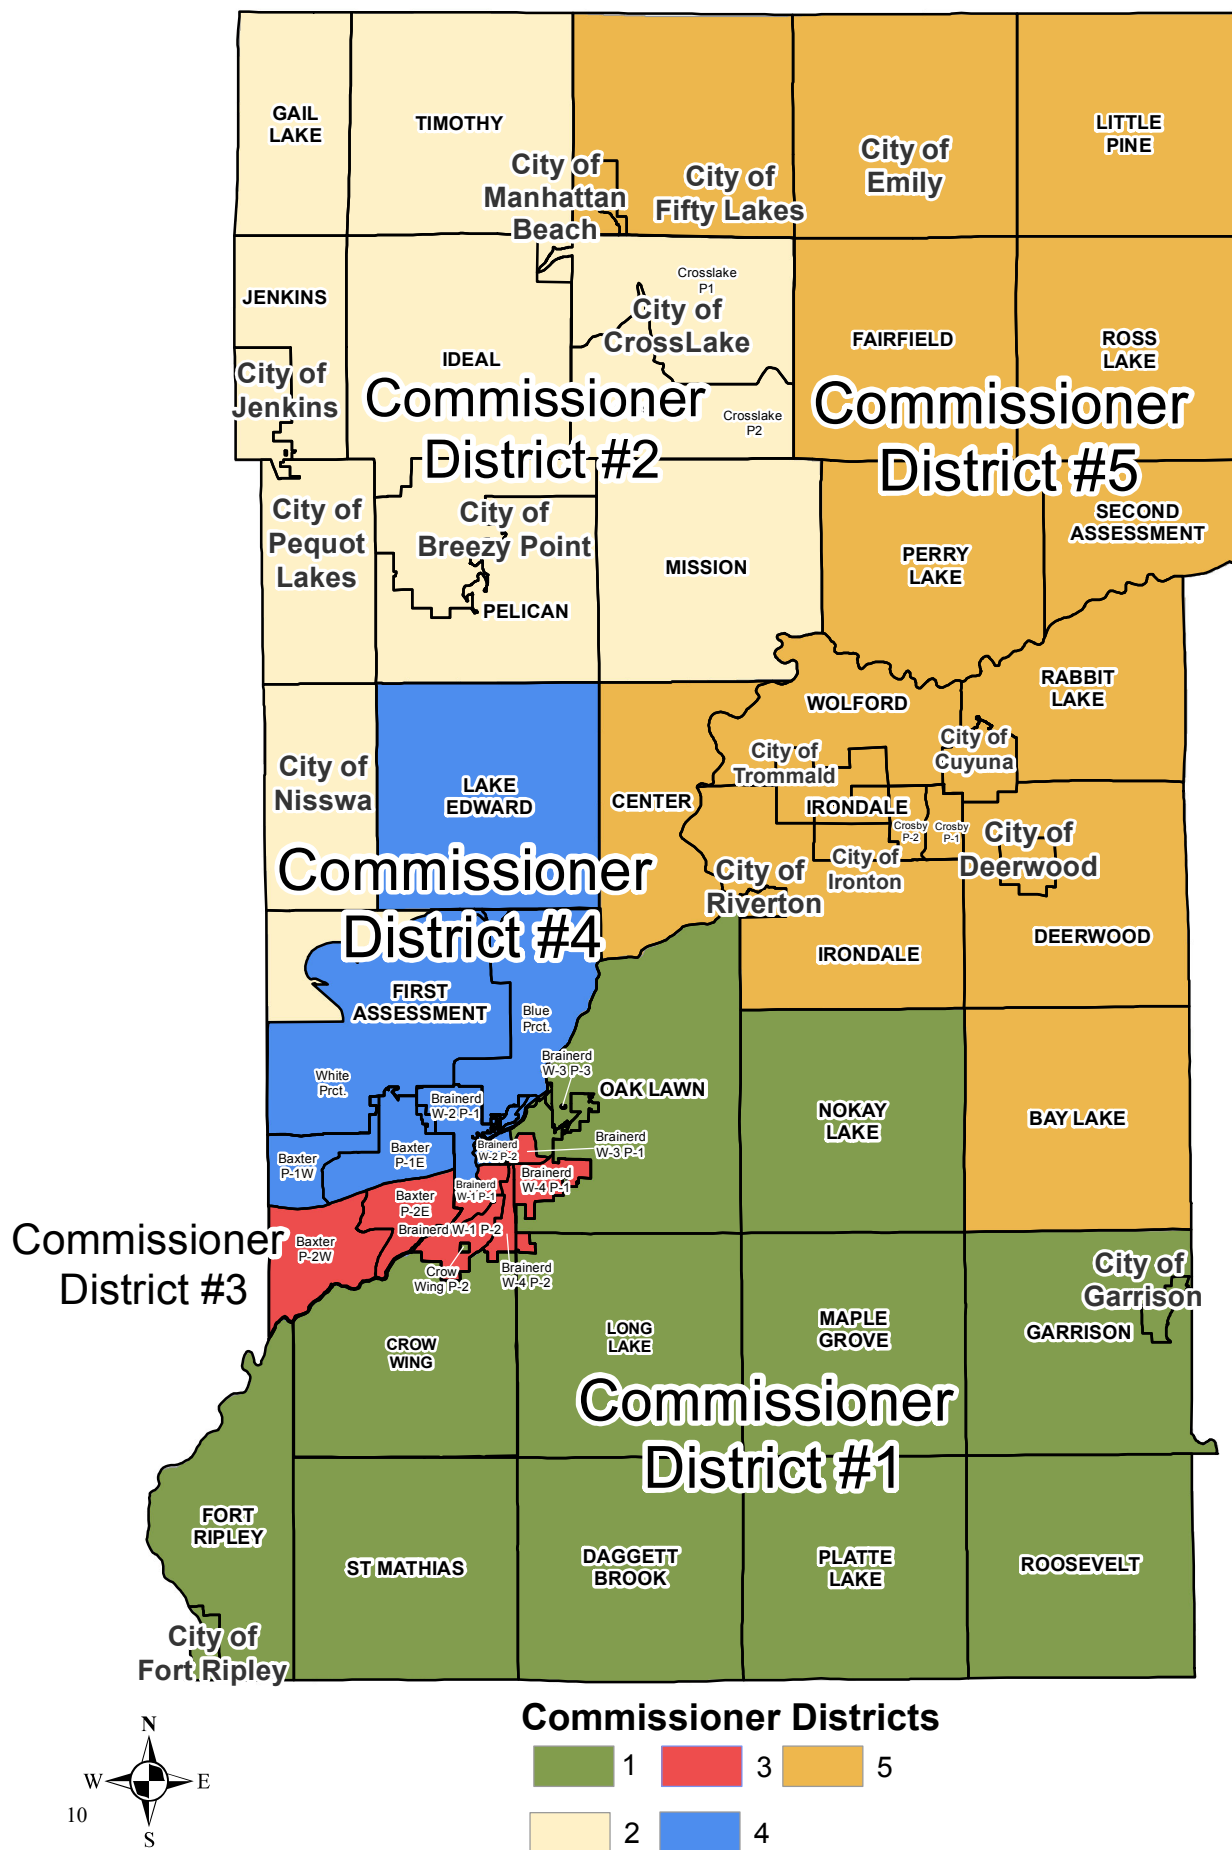 GAIL
LAKE
TIMOTHY
City of
Manhattan
Beach
City of
Fifty Lakes
City of
Emily
LITTLE
PINE
JENKINS
Crosslake
P1
City of
CrossLake
IDEAL
FAIRFIELD
ROSS
LAKE
City of
Jenkins
Commissioner
District #2
Crosslake
P2
Commissioner
District #5
City of
Pequot
Lakes
City of
Breezy Point
PELICAN
MISSION
PERRY
LAKE
SECOND
ASSESSMENT
RABBIT
LAKE
WOLFORD
City of
Nisswa
LAKE
EDWARD
CENTER
City of
Trommald
City of
Cuyuna
IRONDALE
Crosby
P-2
Crosby
P-1
City of
Deerwood
City of
Ironton
City of
Riverton
Commissioner
District #4
IRONDALE
DEERWOOD
FIRST
ASSESSMENT
Blue
Prct.
White
Prct.
Brainerd
W-3 P-3
OAK LAWN
Brainerd
W-2 P-1
NOKAY
LAKE
BAY LAKE
Baxter
P-1W
Baxter
P-1E
Brainerd
W-2 P-2
Brainerd
W-3 P-1
Brainerd
W-1 P-1
Brainerd
W-4 P-1
Baxter
P-2E
Brainerd W-1 P-2
Commissioner
District #3
Baxter
P-2W
Crow
Wing P-2
Brainerd
W-4 P-2
City of
Garrison
CROW
WING
LONG
LAKE
MAPLE
GROVE
GARRISON
Commissioner
District #1
FORT
RIPLEY
ST MATHIAS
DAGGETT
BROOK
PLATTE
LAKE
ROOSEVELT
City of
Fort Ripley
Commissioner Districts
1
3
5
2
4
N
W
E
S
10